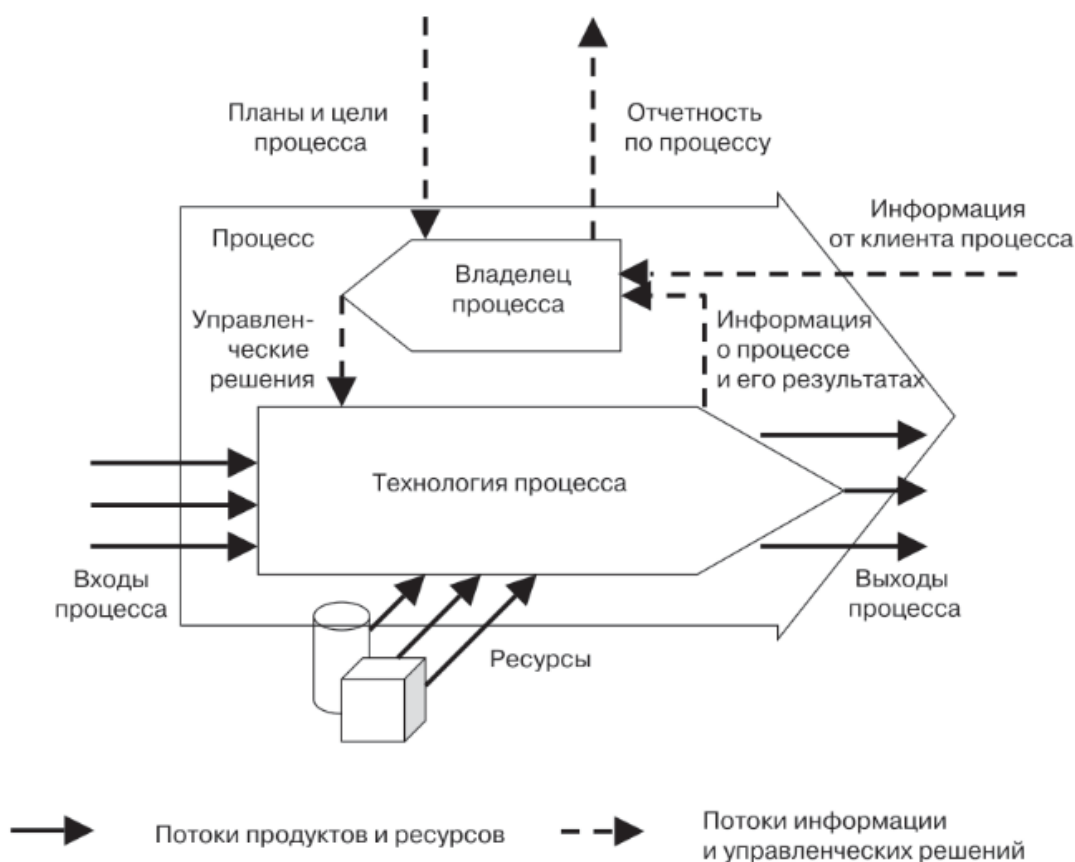 Планы и цели
процесса
Отчетность
по процессу
Информация
от клиента процесса
Процесс
Владелец
процесса
Управлен-
ческие
решения
Информация
о процессе
и его результатах
Технология процесса
Входы
процесса
Выходы
процесса
Ресурсы
Потоки продуктов и ресурсов
Потоки информации
и управленческих решений